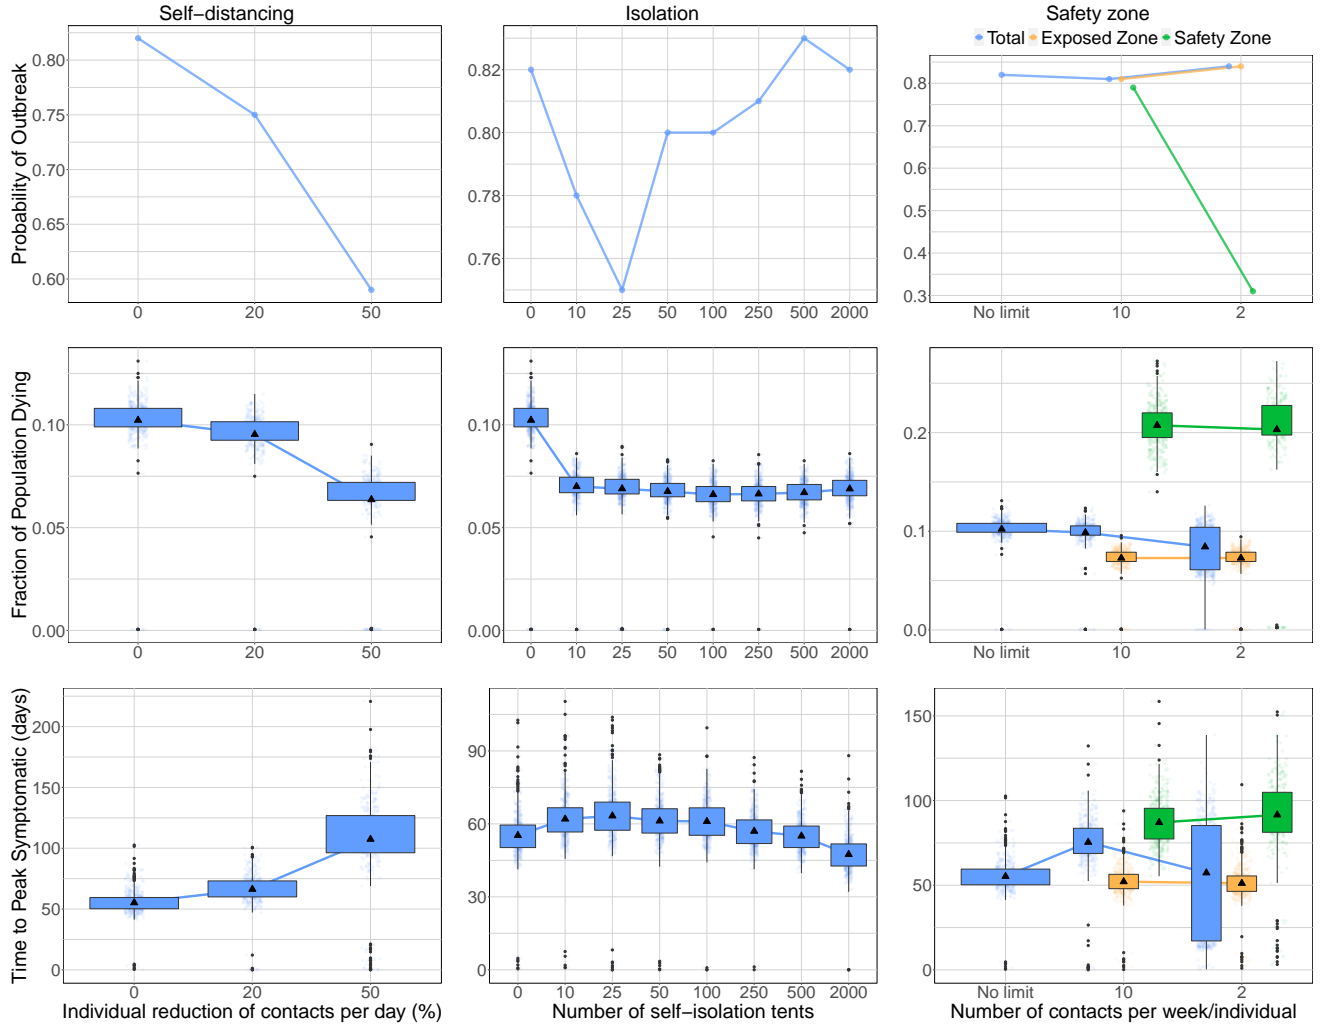 Self−distancing
Isolation
Safety zone
Total Exposed Zone Safety Zone
Probability of Outbreak
0.80
0.75
0.70
0.65
0.60
0 20 50
0.82
0.80
0.78
0.76
0 10 25 50 100 250 500 2000
0.8
0.7
0.6
0.5
0.4
0.3
No limit 10 2
Fraction of Population Dying
0.10
0.05
0.00
0 20 50
0.10
0.05
0.00
0 10 25 50 100 250 500 2000
0.2
0.1
0.0
No limit 10 2
Time to Peak Symptomatic (days)
200
150
100
50
0
0 20 50
Individual reduction of contacts per day (%)
90
60
30
0
0 10 25 50 100 250 500 2000
Number of self−isolation tents
150
100
50
0
No limit 10 2
Number of contacts per week/individual